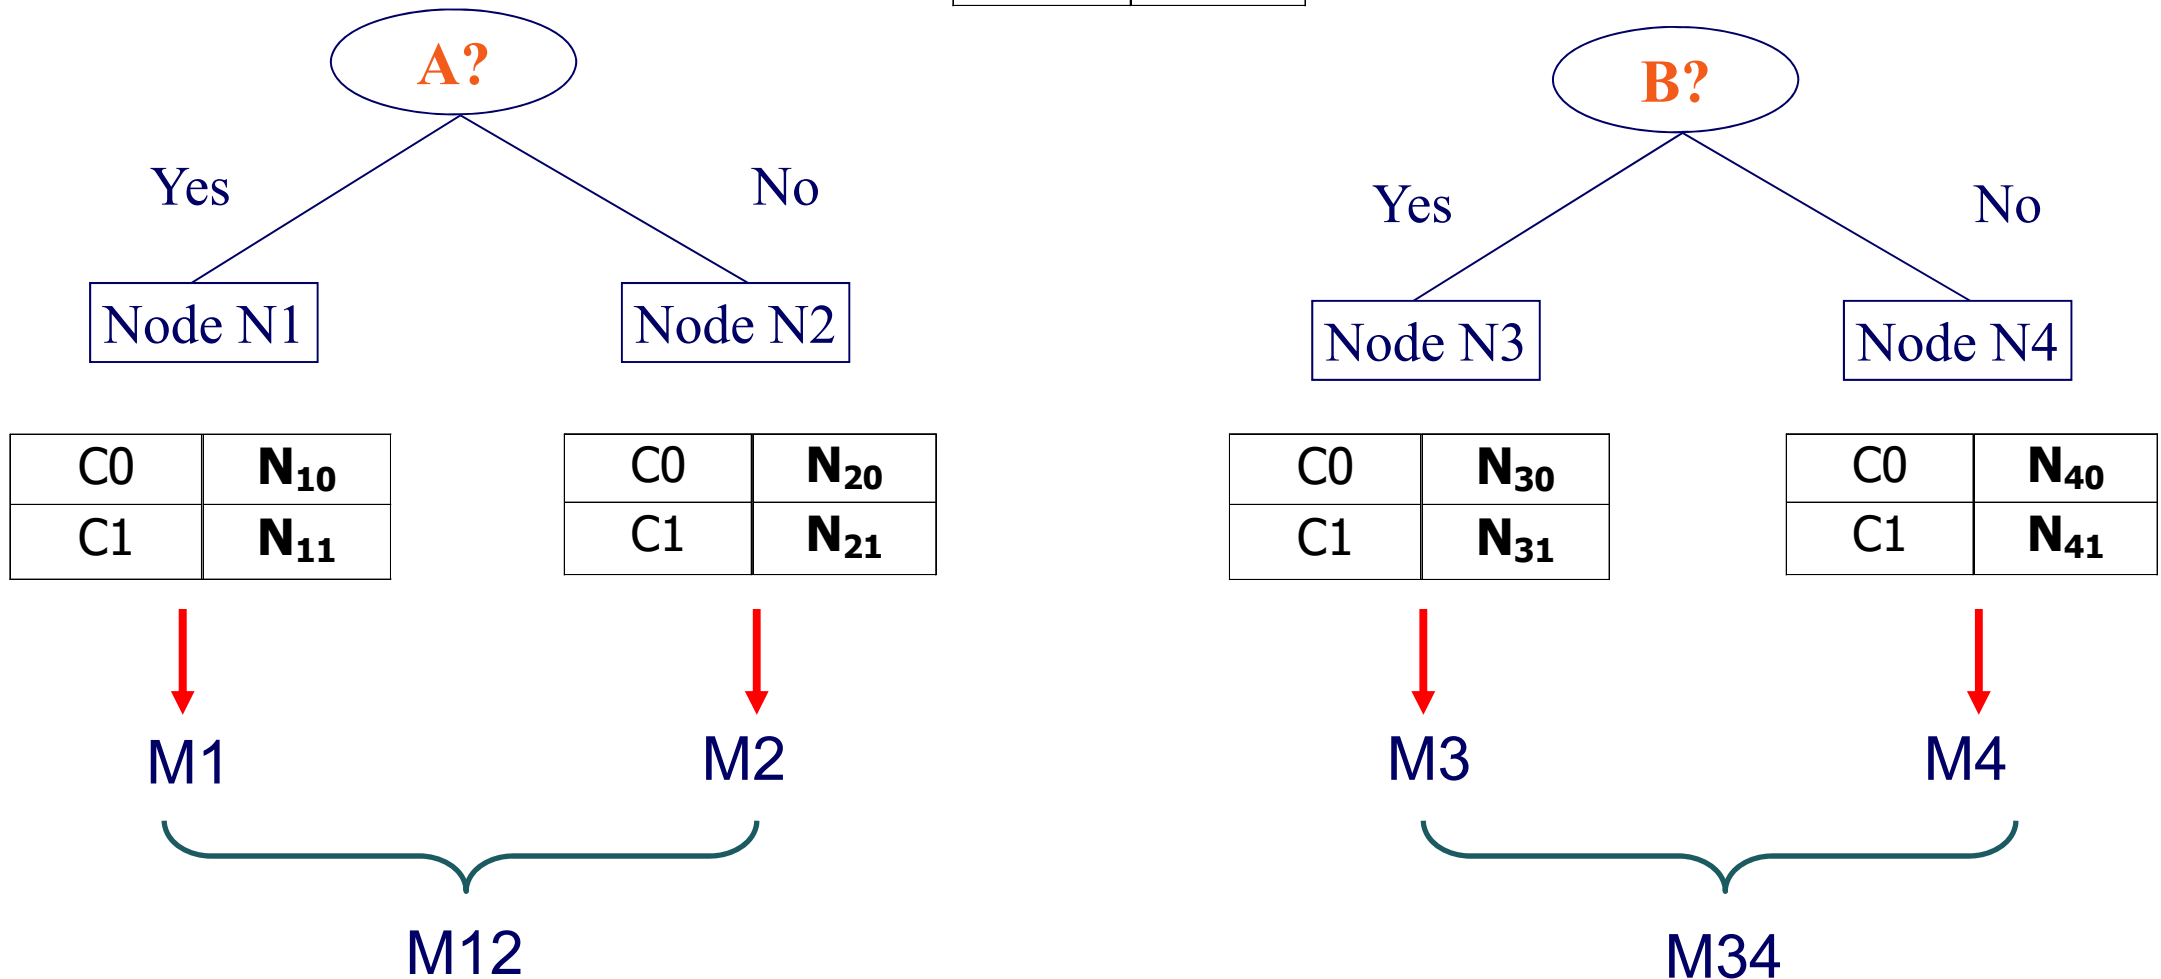 A?
B?
Yes
No
Yes
No
Node N1
Node N2
Node N3
Node N4
C0 N10
C1 N11
C0 N20
C1 N21
C0 N30
C1 N31
C0 N40
C1 N41
M1
M2
M3
M4
M12
M34